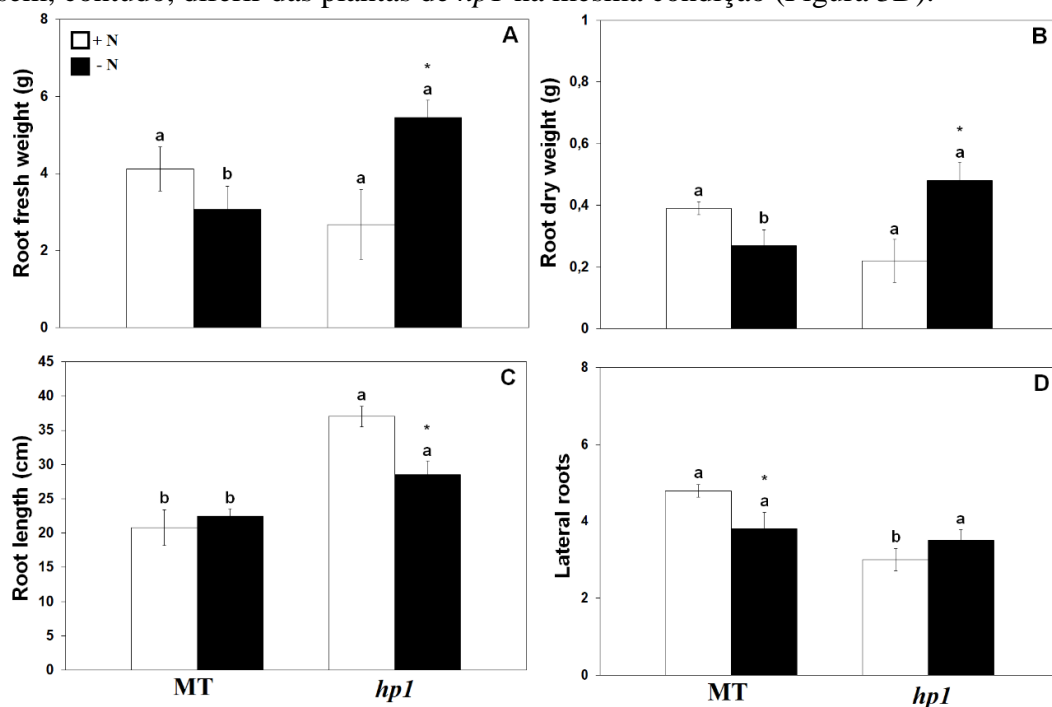 sem, contudo, diferir das plantas de hp1 na mesma condição (Figura 3D).
A
+ N
- N
Root fresh weight (g)
8
6
4
2
0
a
b
a
*
a
B
Root dry weight (g)
1
0,8
0,6
0,4
0,2
0
a
b
a
*
a
C
Root length (cm)
45
40
35
30
25
20
15
10
5
0
b
b
a
*
a
MT
hp1
D
Lateral roots
8
6
4
2
0
a
*
a
b
a
MT
hp1